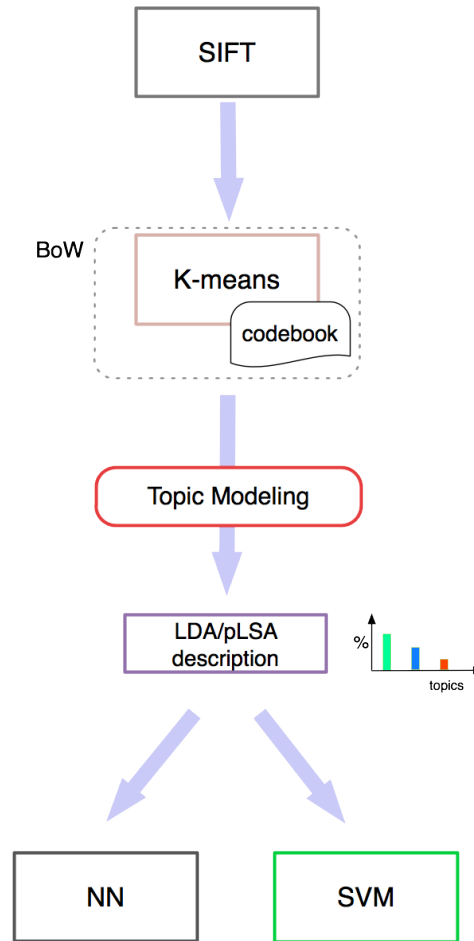 SIFT
BoW
K-means
codebook
Topic Modeling
LDA/pLSA
description
%
topics
NN
SVM